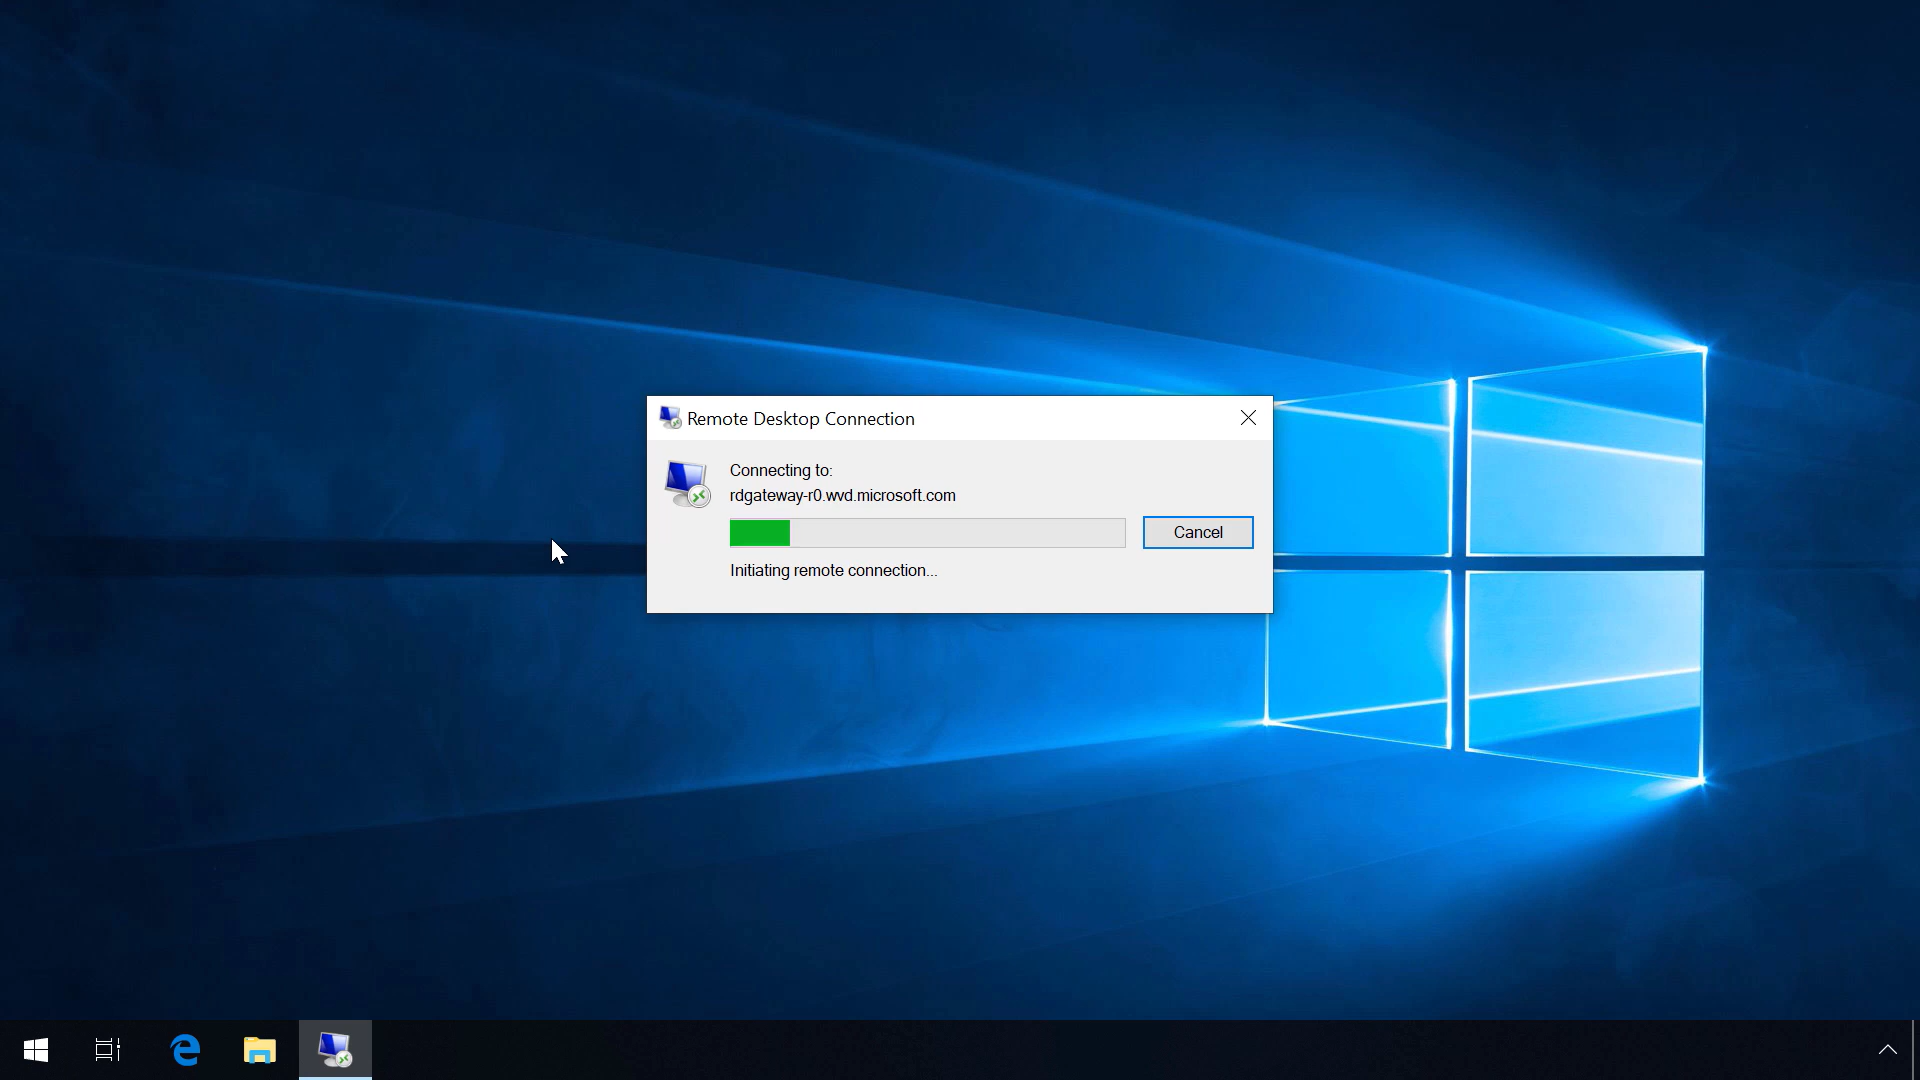 Remote Desktop Connection
Connecting to:
rdgateway-r0.wvd.microsoft.com
Cancel
Initiating remote connection...